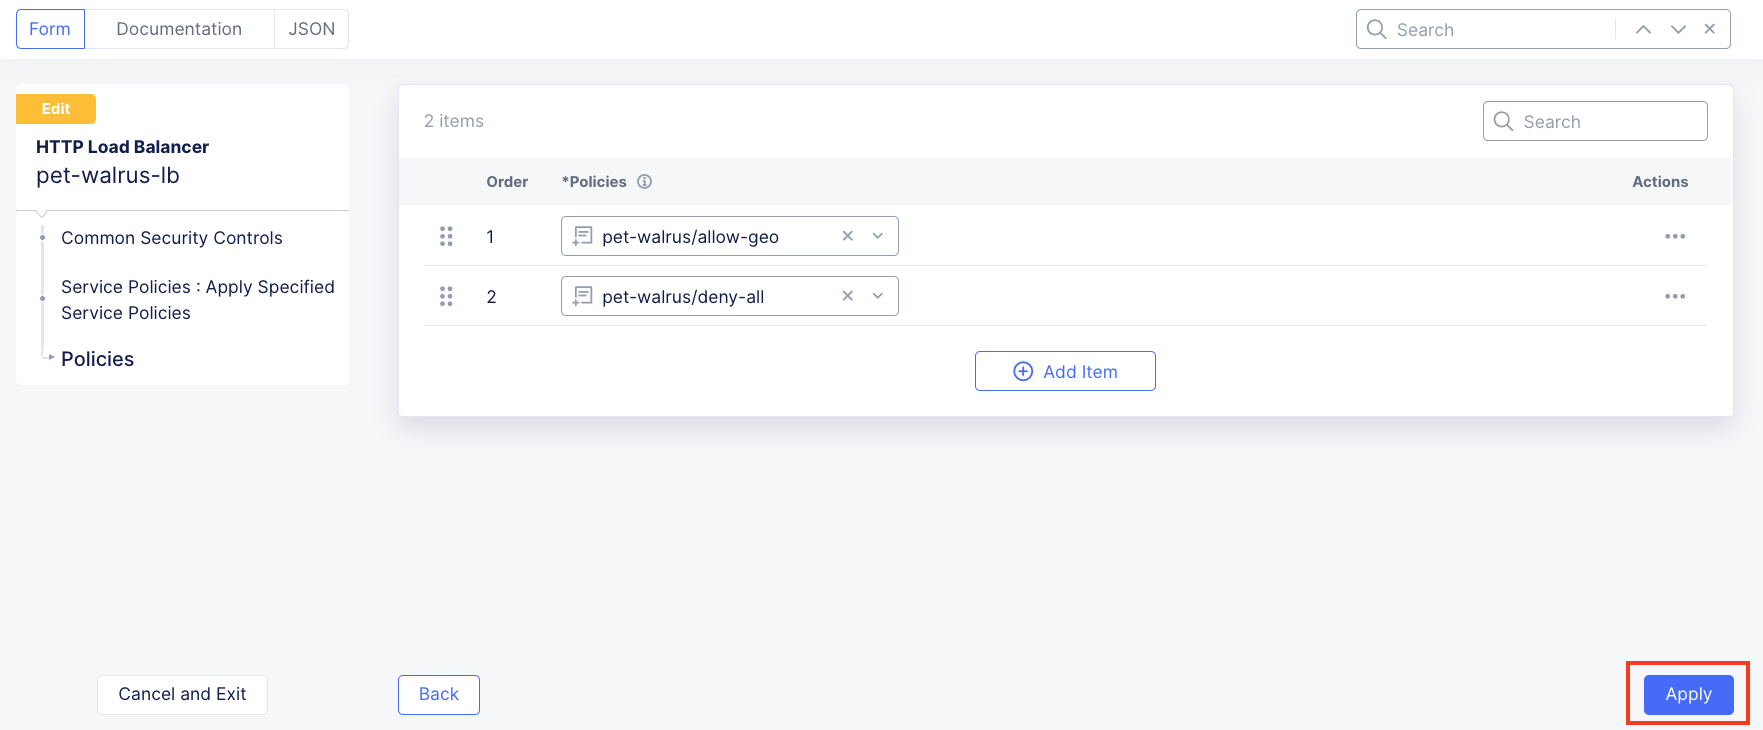 Form Documentation JSON
Search
Edit
HTTP Load Balancer
pet-walrus-lb
Common Security Controls
Service Policies : Apply Specified
Service Policies
Policies
2 items
Search
Order *Policies Actions
1 pet-walrus/allow-geo
2 pet-walrus/deny-all
Add Item
Cancel and Exit
Back
Apply